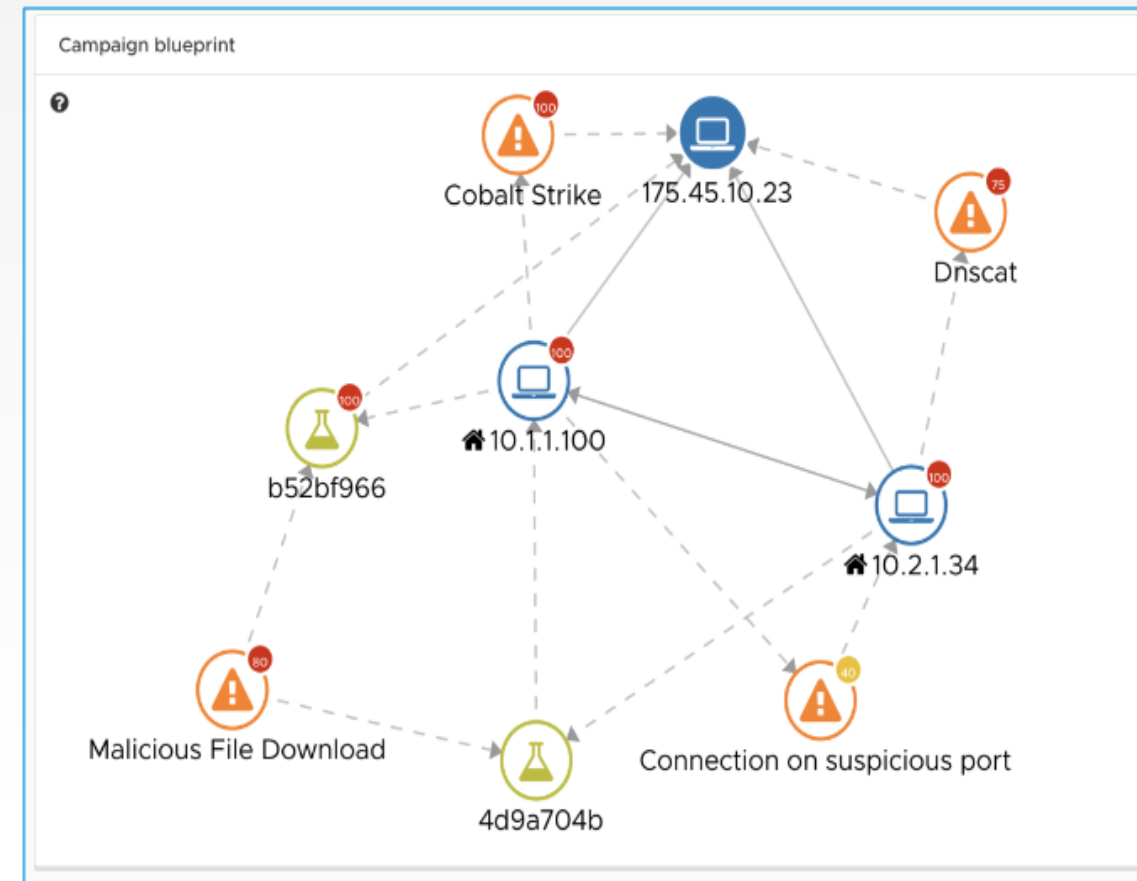 Campaign blueprint
?
100
Cobalt Strike
175.45.10.23
75
Dnscat
100
10.1.1.100
100
b52bf966
100
10.2.1.34
80
Malicious File Download
40
Connection on suspicious port
4d9a704b